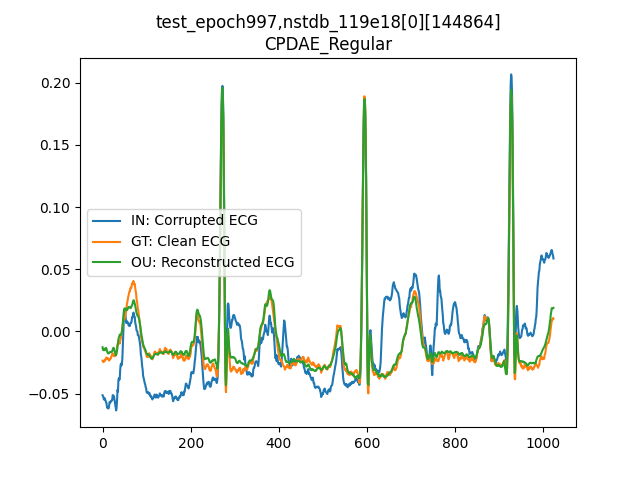 test_epoch997,nstdb_119e18[0][144864]
CPDAE_Regular
0.20
0.15
0.10
0.05
0.00
−0.05
IN: Corrupted ECG
GT: Clean ECG
OU: Reconstructed ECG
0 200 400 600 800 1000